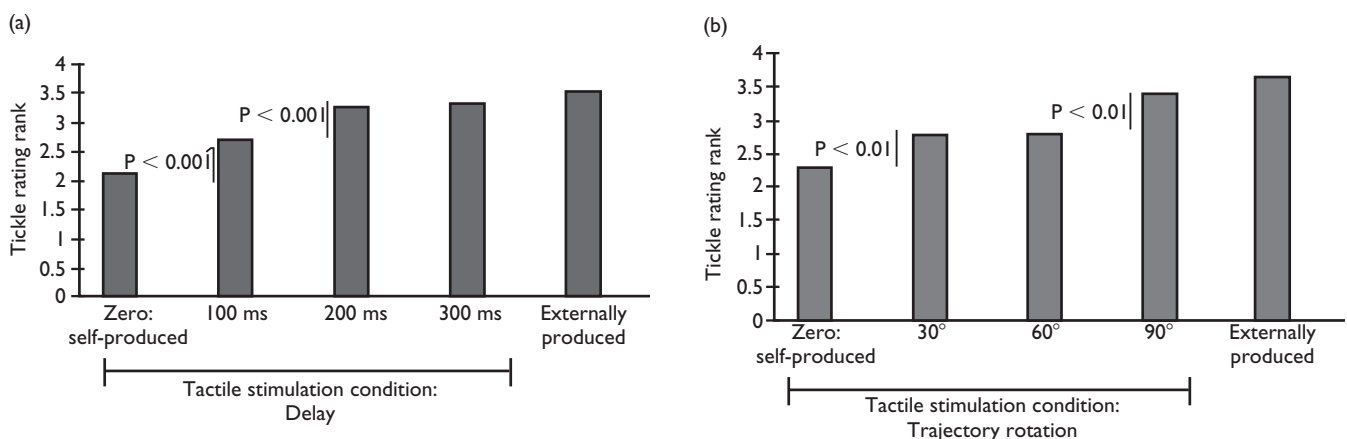 (a)
Tickle rating rank
4
3.5
3
2.5
2
1.5
1
0.5
0
P < 0.001
P < 0.001
Zero:
self-produced
100 ms
200 ms
300 ms
Externally
produced
Tactile stimulation condition:
Delay
(b)
Tickle rating rank
4
3.5
3
2.5
2
1.5
1
0.5
0
P < 0.01
P < 0.01
Zero:
self-produced
30°
60°
90°
Externally
produced
Tactile stimulation condition:
Trajectory rotation